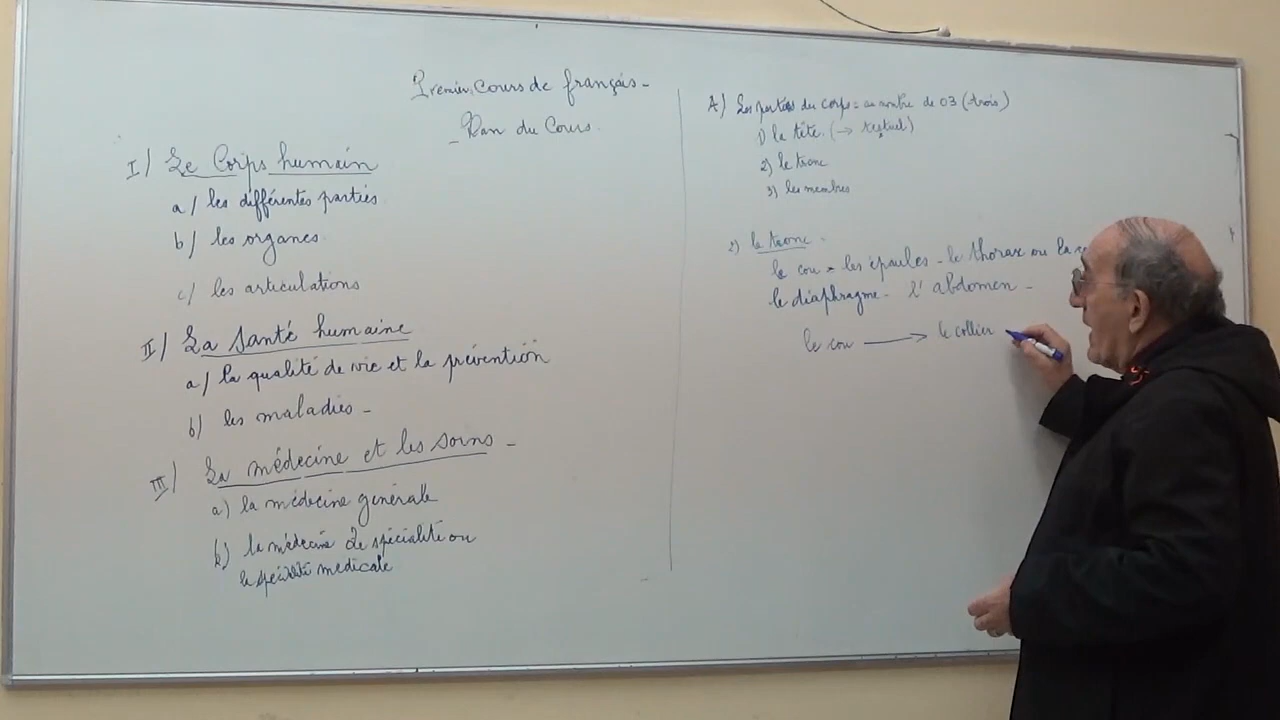 Premier Cours de français -
- Plan du Cours.
I) Le Corps humain
a) les différentes parties
b) les organes
c) les articulations
II) La Santé humaine
a) la qualité de vie et la prévention
b) les maladies -
III) La médecine et les soins -
a) la médecine générale
b) la médecine de spécialité ou
la spécialité médicale
A) Les parties du corps = au nombre de 03 (trois)
1) la tête. (→ textuel)
2) le tronc
3) les membres
2) le tronc -
le cou - les épaules - le thorax ou la
le diaphragme - l'abdomen -
le cou → le collier